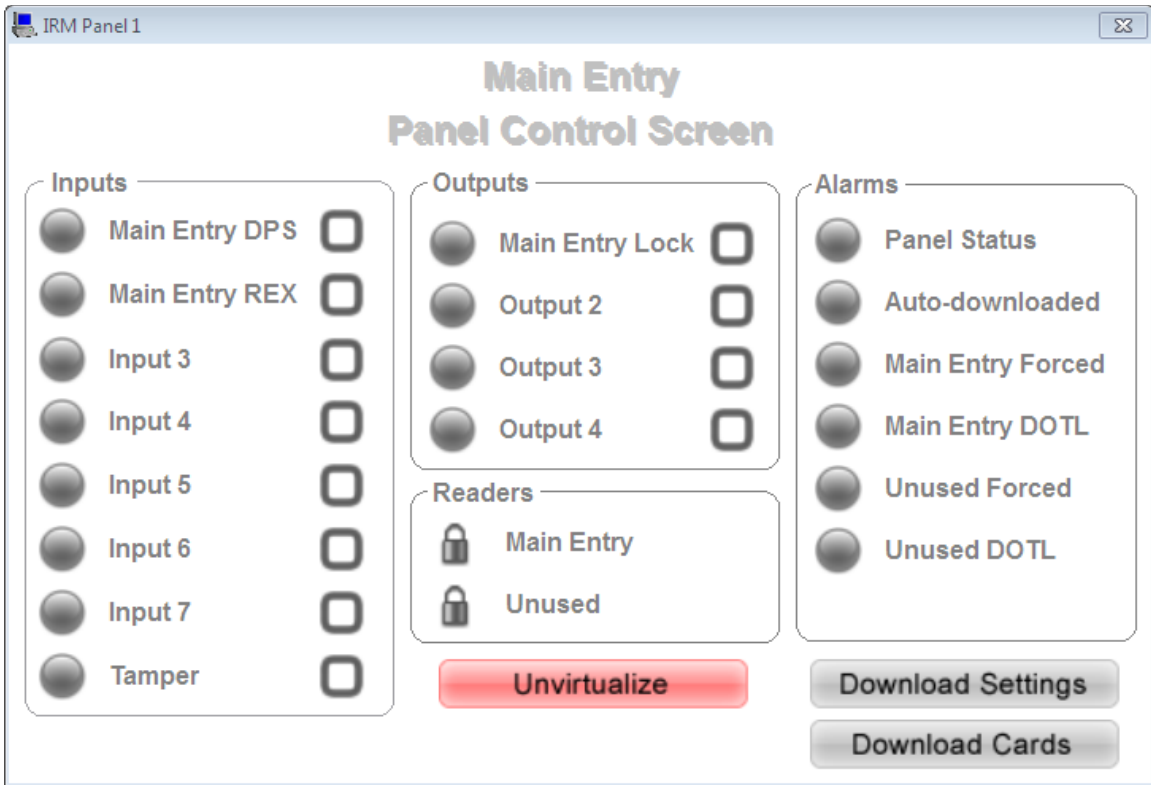 IRM Panel 1
Main Entry
Panel Control Screen
Inputs
Main Entry DPS
Main Entry REX
Input 3
Input 4
Input 5
Input 6
Input 7
Tamper
Outputs
Main Entry Lock
Output 2
Output 3
Output 4
Readers
Main Entry
Unused
Unvirtualize
Alarms
Panel Status
Auto-downloaded
Main Entry Forced
Main Entry DOTL
Unused Forced
Unused DOTL
Download Settings
Download Cards